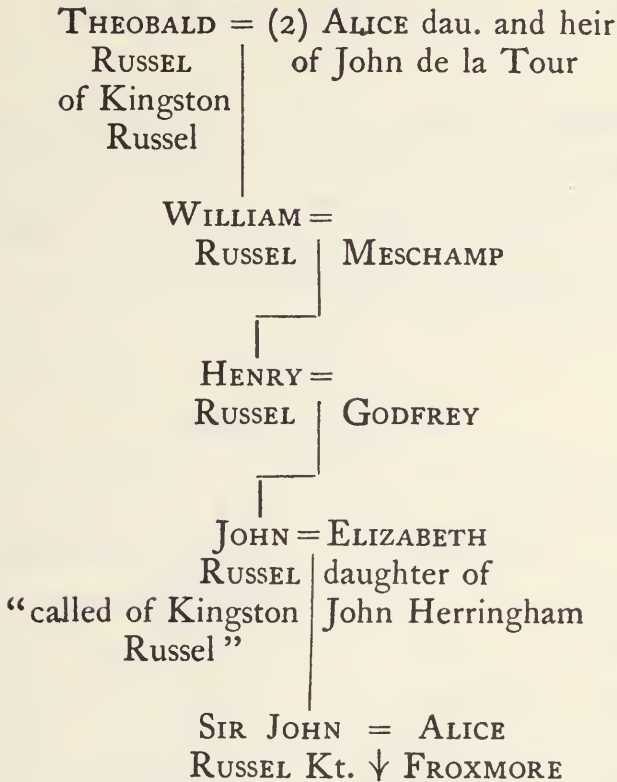 THEOBALD = (2) ALICE dau. and heir
RUSSEL of John de la Tour
of Kingston
Russel
WILLIAM =
RUSSEL MESCHAMP
HENRY =
RUSSEL GODFREY
JOHN = ELIZABETH
RUSSEL daughter of
“called of Kingston John Herringham
Russel”
SIR JOHN = ALICE
RUSSEL KT. FROXMORE